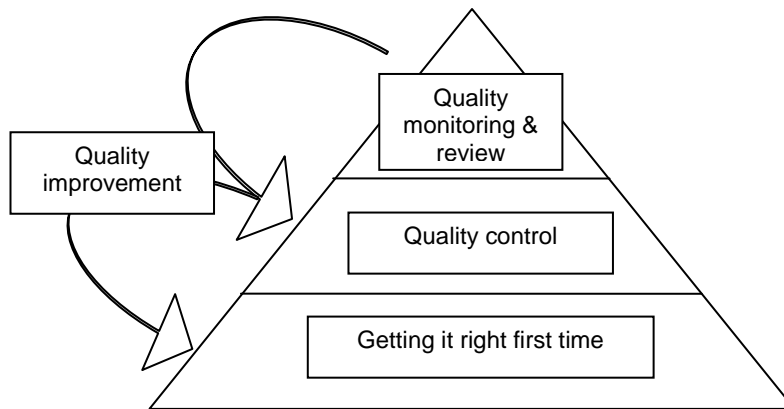 Quality
monitoring &
review
Quality
improvement
Quality control
Getting it right first time